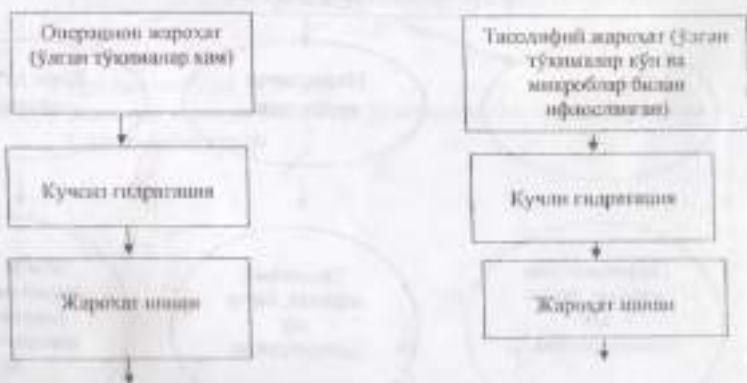 Операцион жароҳат
(ўлган тўқималар кам)
Кучсиз гидратация
Жароҳат шиши
Тасодифий жароҳат (ўлган
тўқималар кўп ва
микроблар билан
ифлосланган)
Кучли гидратация
Жароҳат шиши